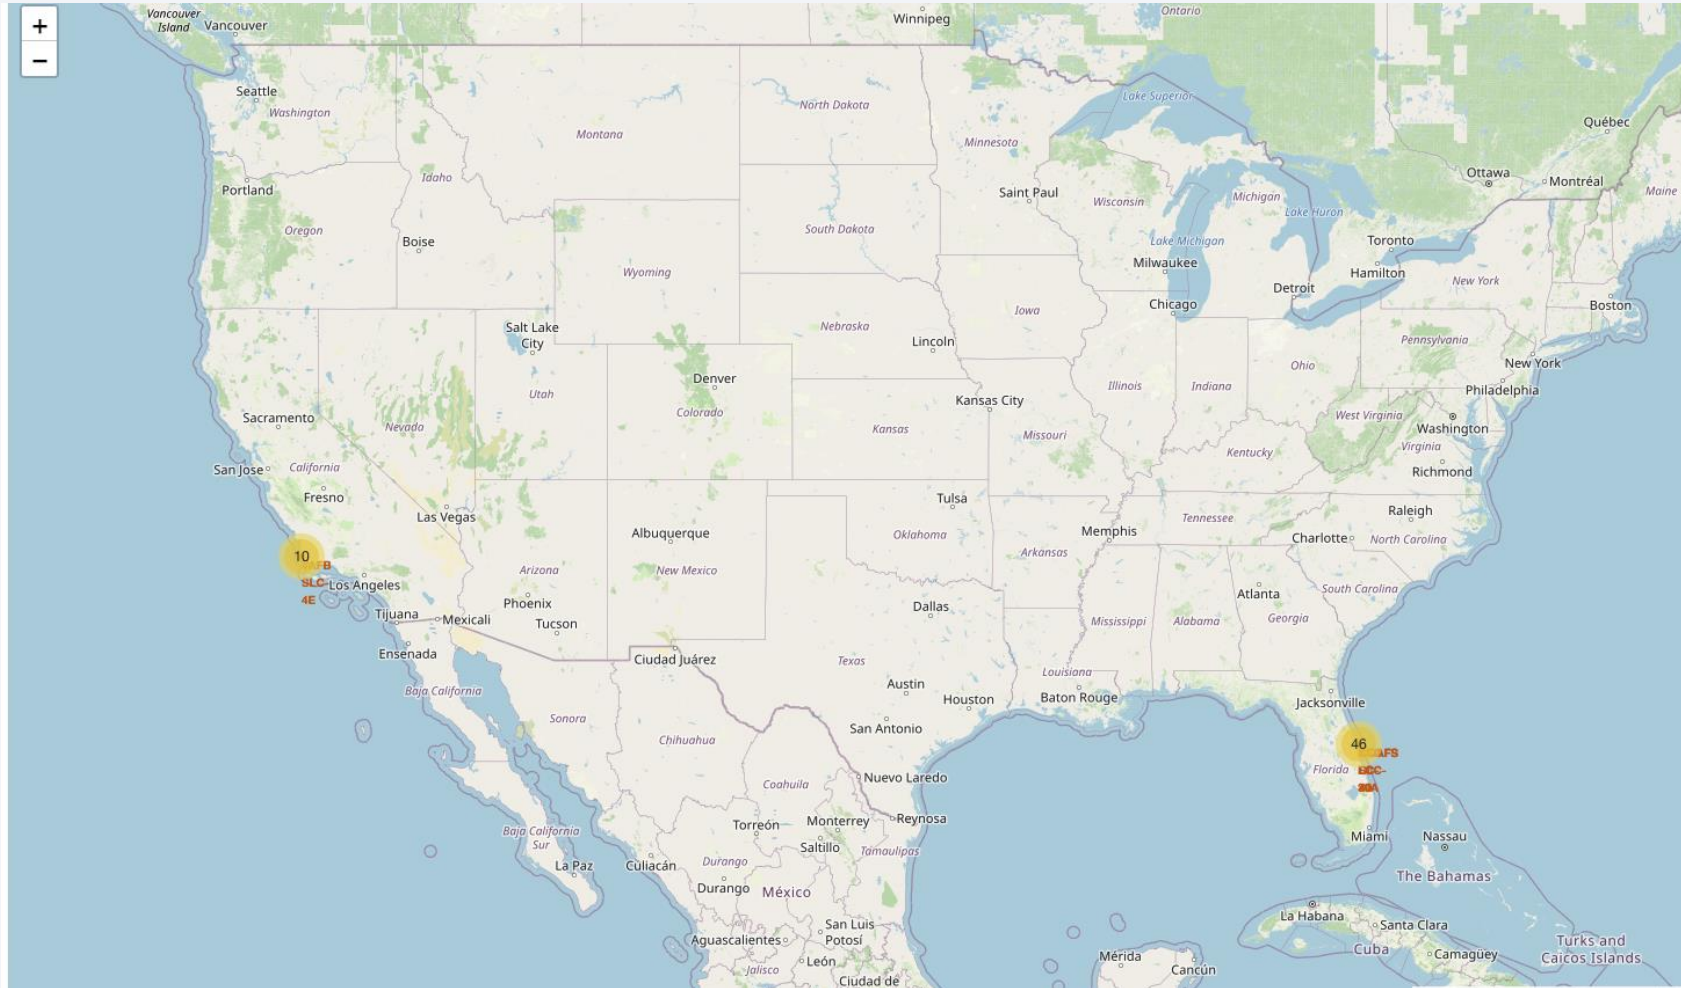 +
−
Vancouver
Island
Vancouver
Winnipeg
Ontario
Seattle
Washington
Montana
North Dakota
Minnesota
Lake Superior
Québec
Ottawa
Montréal
Maine
Portland
Idaho
Saint Paul
Wisconsin
Michigan
Lake Huron
Oregon
Boise
South Dakota
Lake Michigan
Toronto
Wyoming
Milwaukee
Hamilton
New York
Detroit
Chicago
Boston
Iowa
Salt Lake
City
Nebraska
Lincoln
Pennsylvania
New York
Ohio
Denver
Utah
Illinois
Indiana
Philadelphia
Kansas City
Colorado
Sacramento
Nevada
Kansas
Missouri
West Virginia
Washington
Kentucky
Virginia
San Jose
California
Richmond
Fresno
Tulsa
Las Vegas
Tennessee
Raleigh
Albuquerque
Oklahoma
Memphis
Charlotte
North Carolina
10
AFB
SLC-
4E
Arkansas
Arizona
New Mexico
Los Angeles
Phoenix
Dallas
Atlanta
South Carolina
Tijuana
Mexicali
Tucson
Mississippi
Alabama
Georgia
Ensenada
Ciudad Juárez
Texas
Louisiana
Baja California
Austin
Houston
Baton Rouge
Jacksonville
Sonora
San Antonio
Chihuahua
46
AFS
Florida
Coahuila
Nuevo Laredo
Torreón
Monterrey
Reynosa
Baja California
Sur
Saltillo
Tamaulipas
Miami
Nassau
La Paz
Culiacán
Durango
Durango
México
The Bahamas
La Habana
Santa Clara
San Luis
Potosí
Aguascalientes
Cuba
Turks and
Caicos Islands
Camagüey
Mérida
Cancún
León
Jalisco
Ciudad de